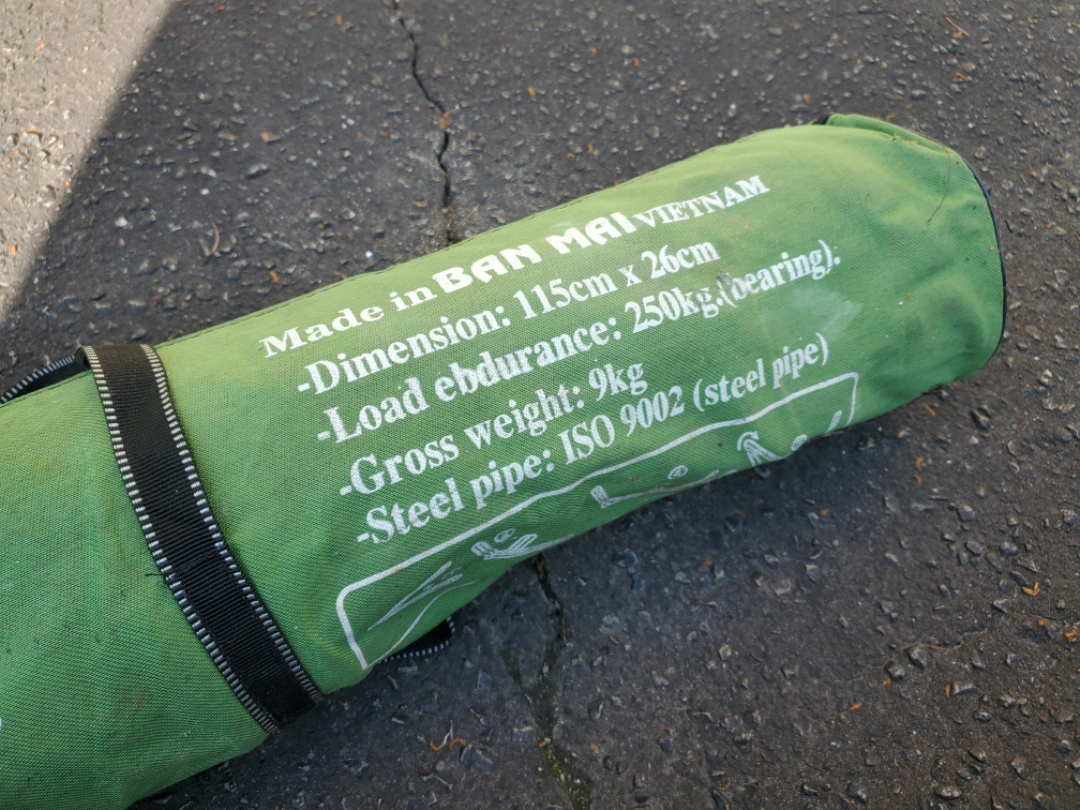 Made in BAN MAI VIETNAM
-Dimension: 115cm x 26cm
-Load ebdurance: 250kg.(bearing).
-Gross weight: 9kg
-Steel pipe: ISO 9002 (steel pipe)